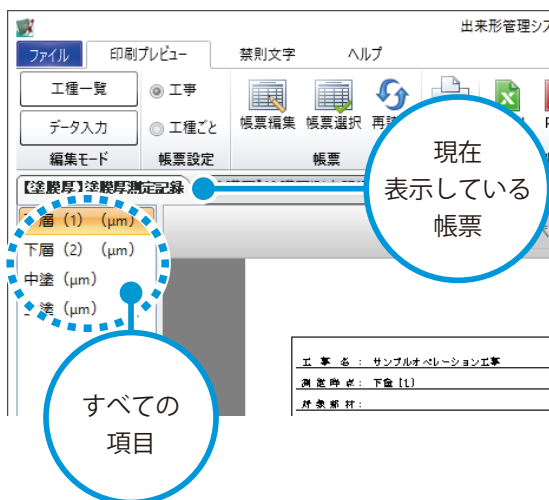 出来形管理シス
ファイル 印刷プレビュー 禁則文字 ヘルプ
工種一覧 工事
データ入力 工種ごと
帳票編集 帳票選択
編集モード 帳票設定 帳票
現在
表示している
帳票
【塗膜厚】塗膜厚測定記録
層 (1) (μm)
下層 (2) (μm)
中塗 (μm)
塗 (μm)
すべての
項目
工 事 名 : サンプルオペレーション工事
測 定 時 点 : 下塗 [1]
対 象 部 材 :